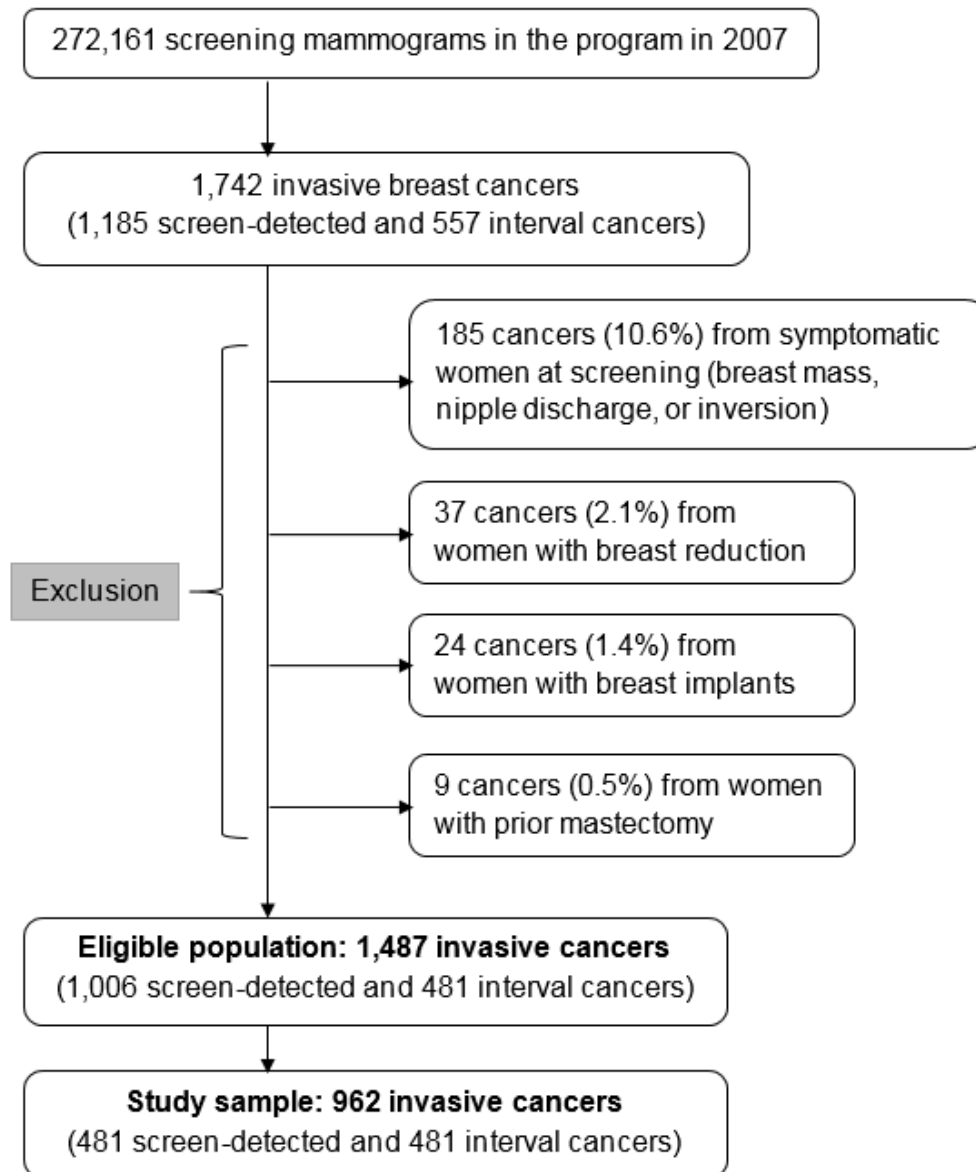 272,161 screening mammograms in the program in 2007
1,742 invasive breast cancers
(1,185 screen-detected and 557 interval cancers)
185 cancers (10.6%) from symptomatic
women at screening (breast mass,
nipple discharge, or inversion)
37 cancers (2.1%) from
women with breast reduction
Exclusion
24 cancers (1.4%) from
women with breast implants
9 cancers (0.5%) from women
with prior mastectomy
Eligible population: 1,487 invasive cancers
(1,006 screen-detected and 481 interval cancers)
Study sample: 962 invasive cancers
(481 screen-detected and 481 interval cancers)